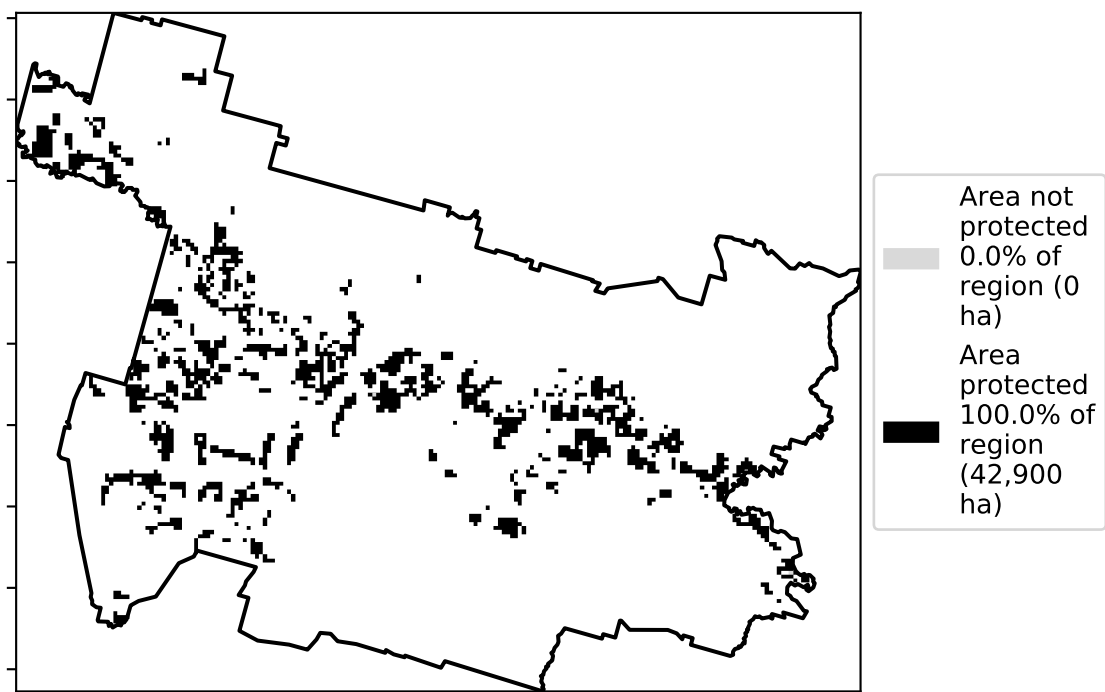 Area not
protected
0.0% of
region (0
ha)
Area
protected
100.0% of
region
(42,900
ha)